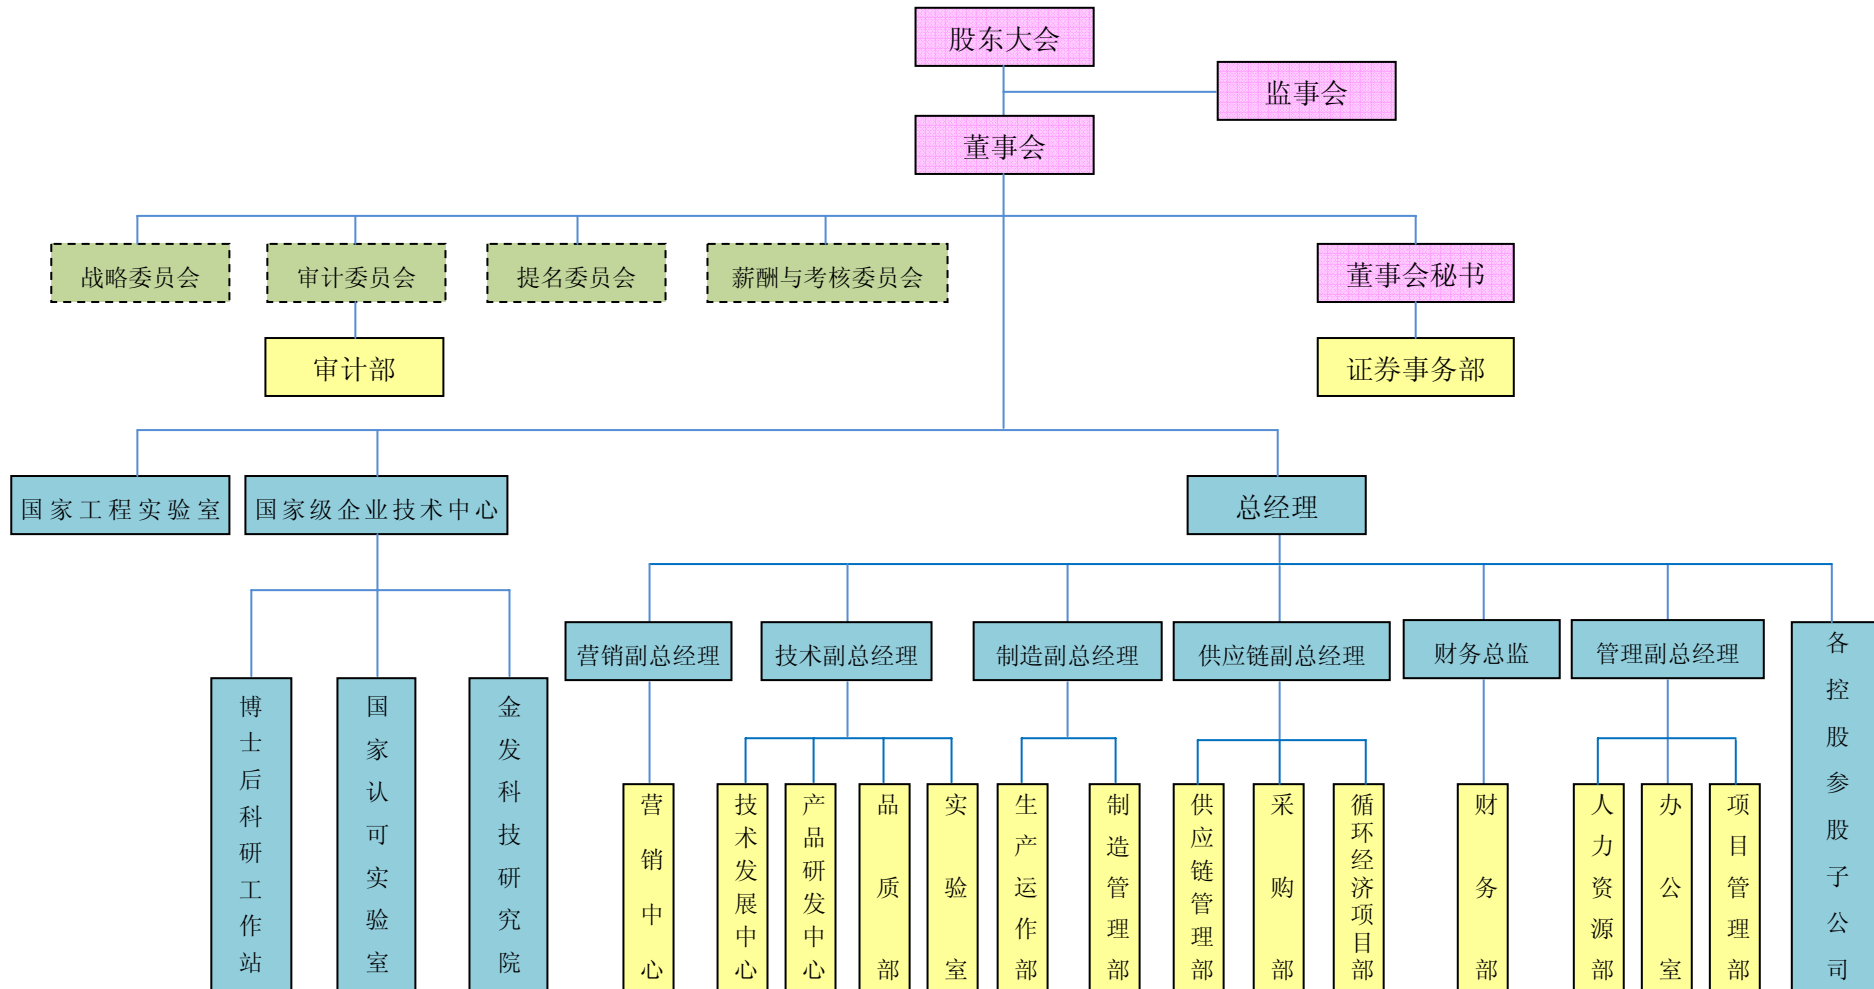 股东大会
监事会
董事会
战略委员会
审计委员会
提名委员会
薪酬与考核委员会
董事会秘书
审计部
证券事务部
国家工程实验室
国家级企业技术中心
总经理
营销副总经理
技术副总经理
制造副总经理
供应链副总经理
财务总监
管理副总经理
各控股参股子公司
博士后科研工作站
国家认可实验室
金发科技研究院
营销中心
技术发展中心
产品研发中心
品质部
实验室
生产运作部
制造管理部
供应链管理部
采购部
循环经济项目部
财务部
人力资源部
办公室
项目管理部